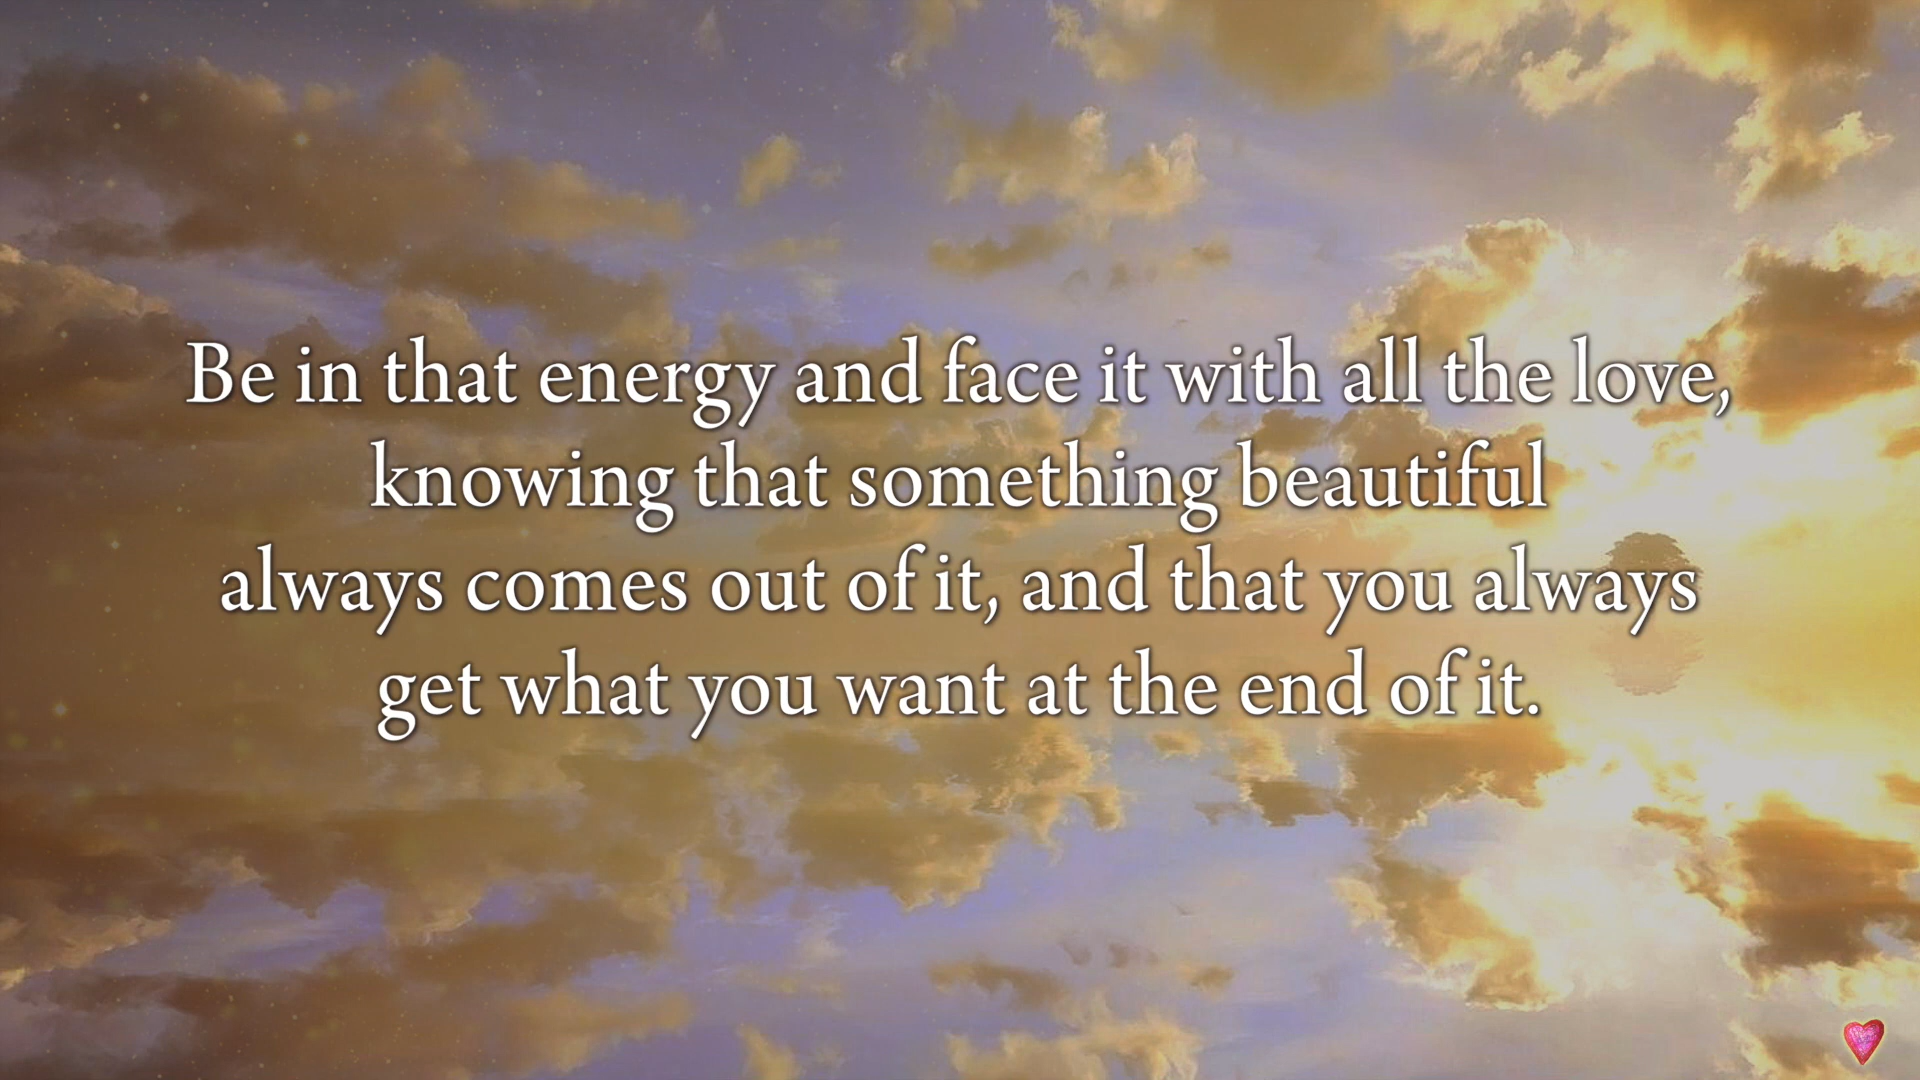 Be in that energy and face it with all the love,
knowing that something beautiful
always comes out of it, and that you always
get what you want at the end of it.